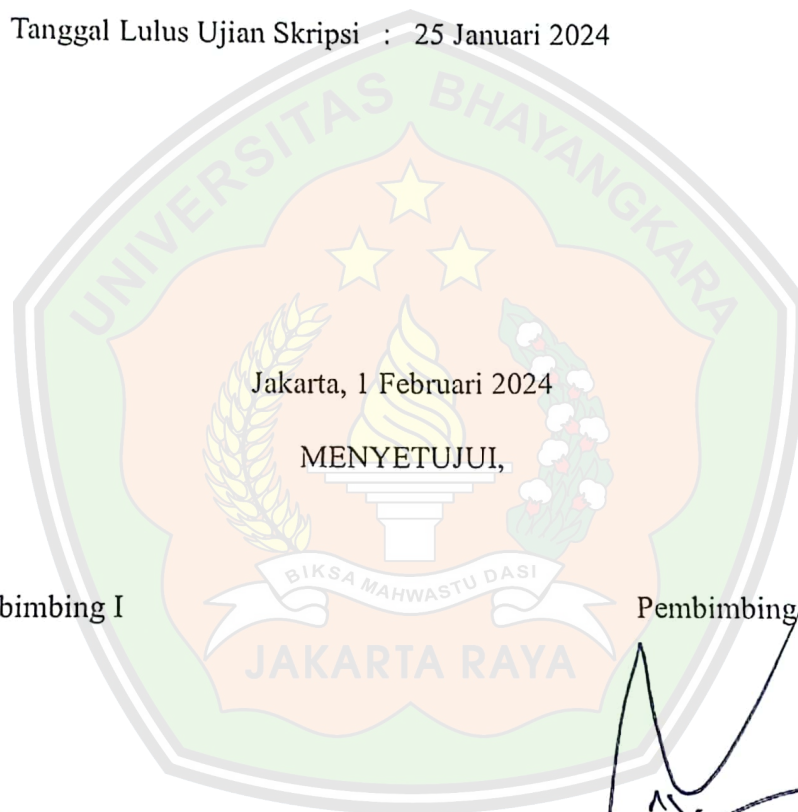 Tanggal Lulus Ujian Skripsi : 25 Januari 2024
UNIVERSITAS BHAYANGKARA
Jakarta, 1 Februari 2024
MENYETUJUI,
BIKSA MAHWASTU DASI
bimbing I Pembimbing
JAKARTA RAYA